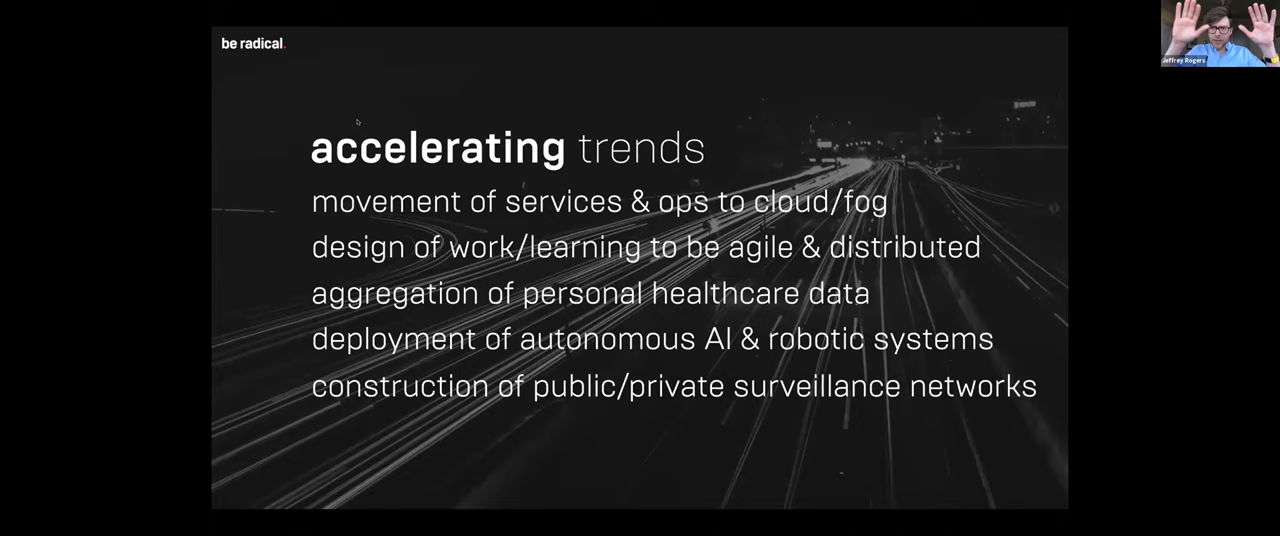 be radical.
Jeffrey Rogers
accelerating trends
movement of services & ops to cloud/fog
design of work/learning to be agile & distributed
aggregation of personal healthcare data
deployment of autonomous AI & robotic systems
construction of public/private surveillance networks